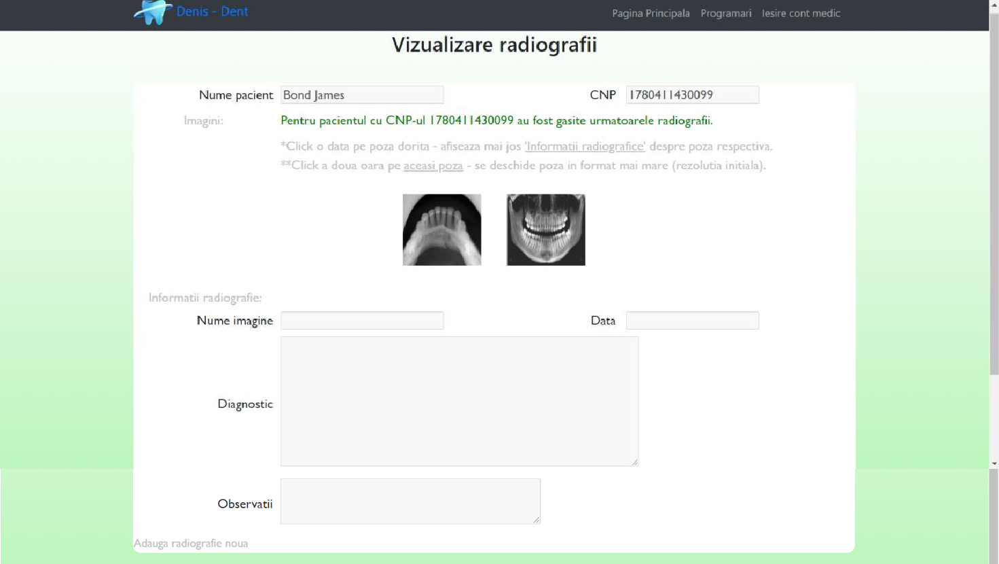 Denis - Dent
Pagina Principala Programari Iesire cont medic
Vizualizare radiografii
Nume pacient Bond James CNP 1780411430099
Imagini: Pentru pacientul cu CNP-ul 1780411430099 au fost gasite urmatoarele radiografii.
*Click o data pe poza dorita - afiseaza mai jos 'Informatii radiografice' despre poza respectiva.
**Click a doua oara pe aceasi poza - se deschide poza in format mai mare (rezolutia initiala).
Informatii radiografie:
Nume imagine Data
Diagnostic
Observatii
Adauga radiografie noua